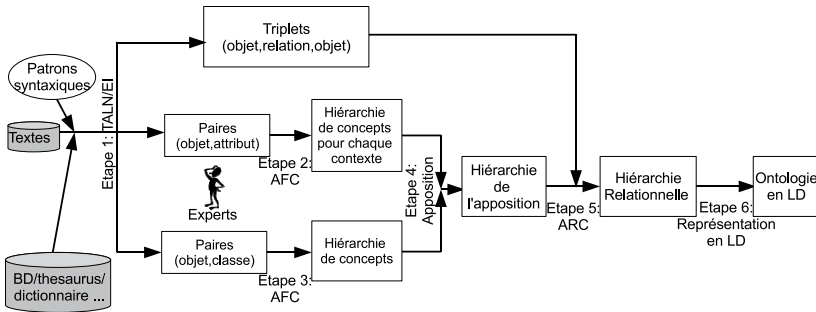 Triplets
(objet,relation,objet)
Patrons
syntaxiques
Textes
Etape 1: TALN/EI
Paires
(objet,attribut)
Etape 2:
AFC
Hiérarchie
de concepts
pour chaque
contexte
Experts
Etape 4:
Apposition
Hiérarchie
de
l'apposition
Etape 5:
ARC
Hiérarchie
Relationnelle
Etape 6:
Représentation
en LD
Ontologie
en LD
Paires
(objet,classe)
Etape 3:
AFC
Hiérarchie
de concepts
BD/thesaurus/
dictionnaire ...